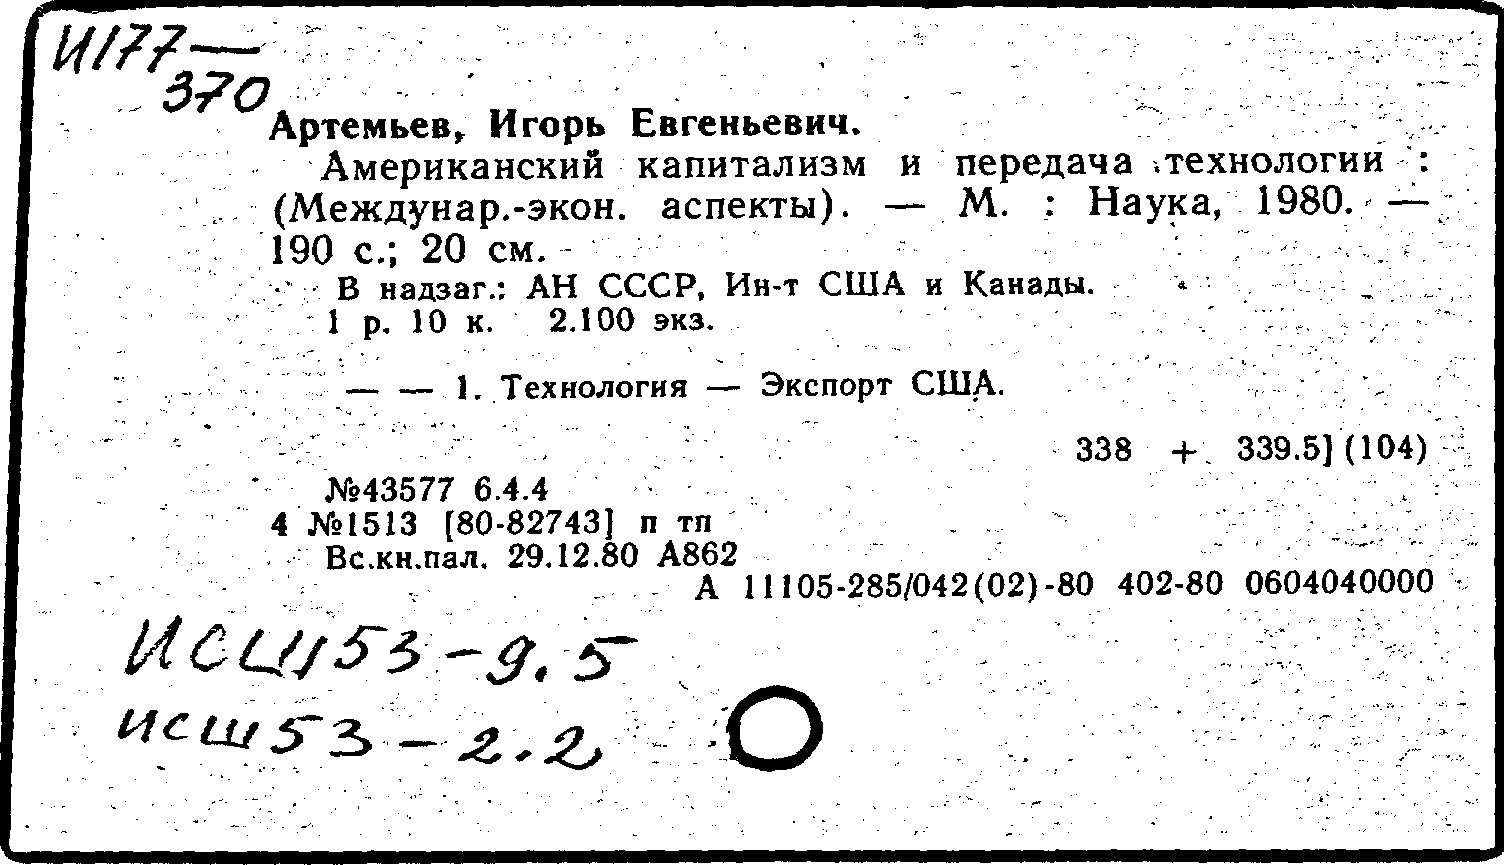 И177—
370
Артемьев, Игорь Евгеньевич.
Американский капитализм и передача технологии :
(Междунар.-экон. аспекты). — М. : Наука, 1980. —
190 с.; 20 см.
В надзаг.: АН СССР, Ин-т США и Канады.
1 р. 10 к. 2.100 экз.
— — 1. Технология — Экспорт США.
338 + 339.5] (104)
№43577 6.4.4
4 №1513 [80-82743] п тп
Вс.кн.пал. 29.12.80 А862
А 11105-285/042(02)-80 402-80 0604040000
ИСШ53-9.5
исш53-2.2